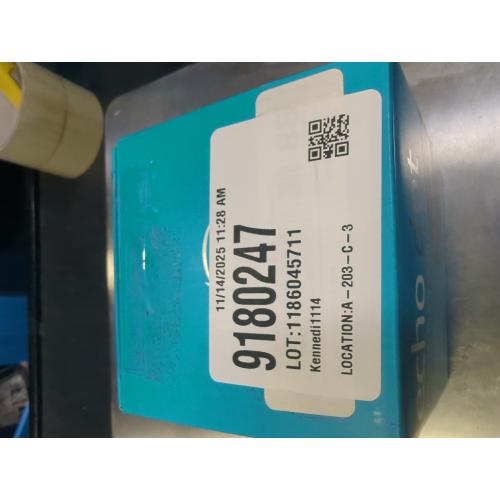 11/14/2025 11:28 AM
9180247
LOT:1186045711
Kennedi1114
LOCATION:A-203-C-3
echo